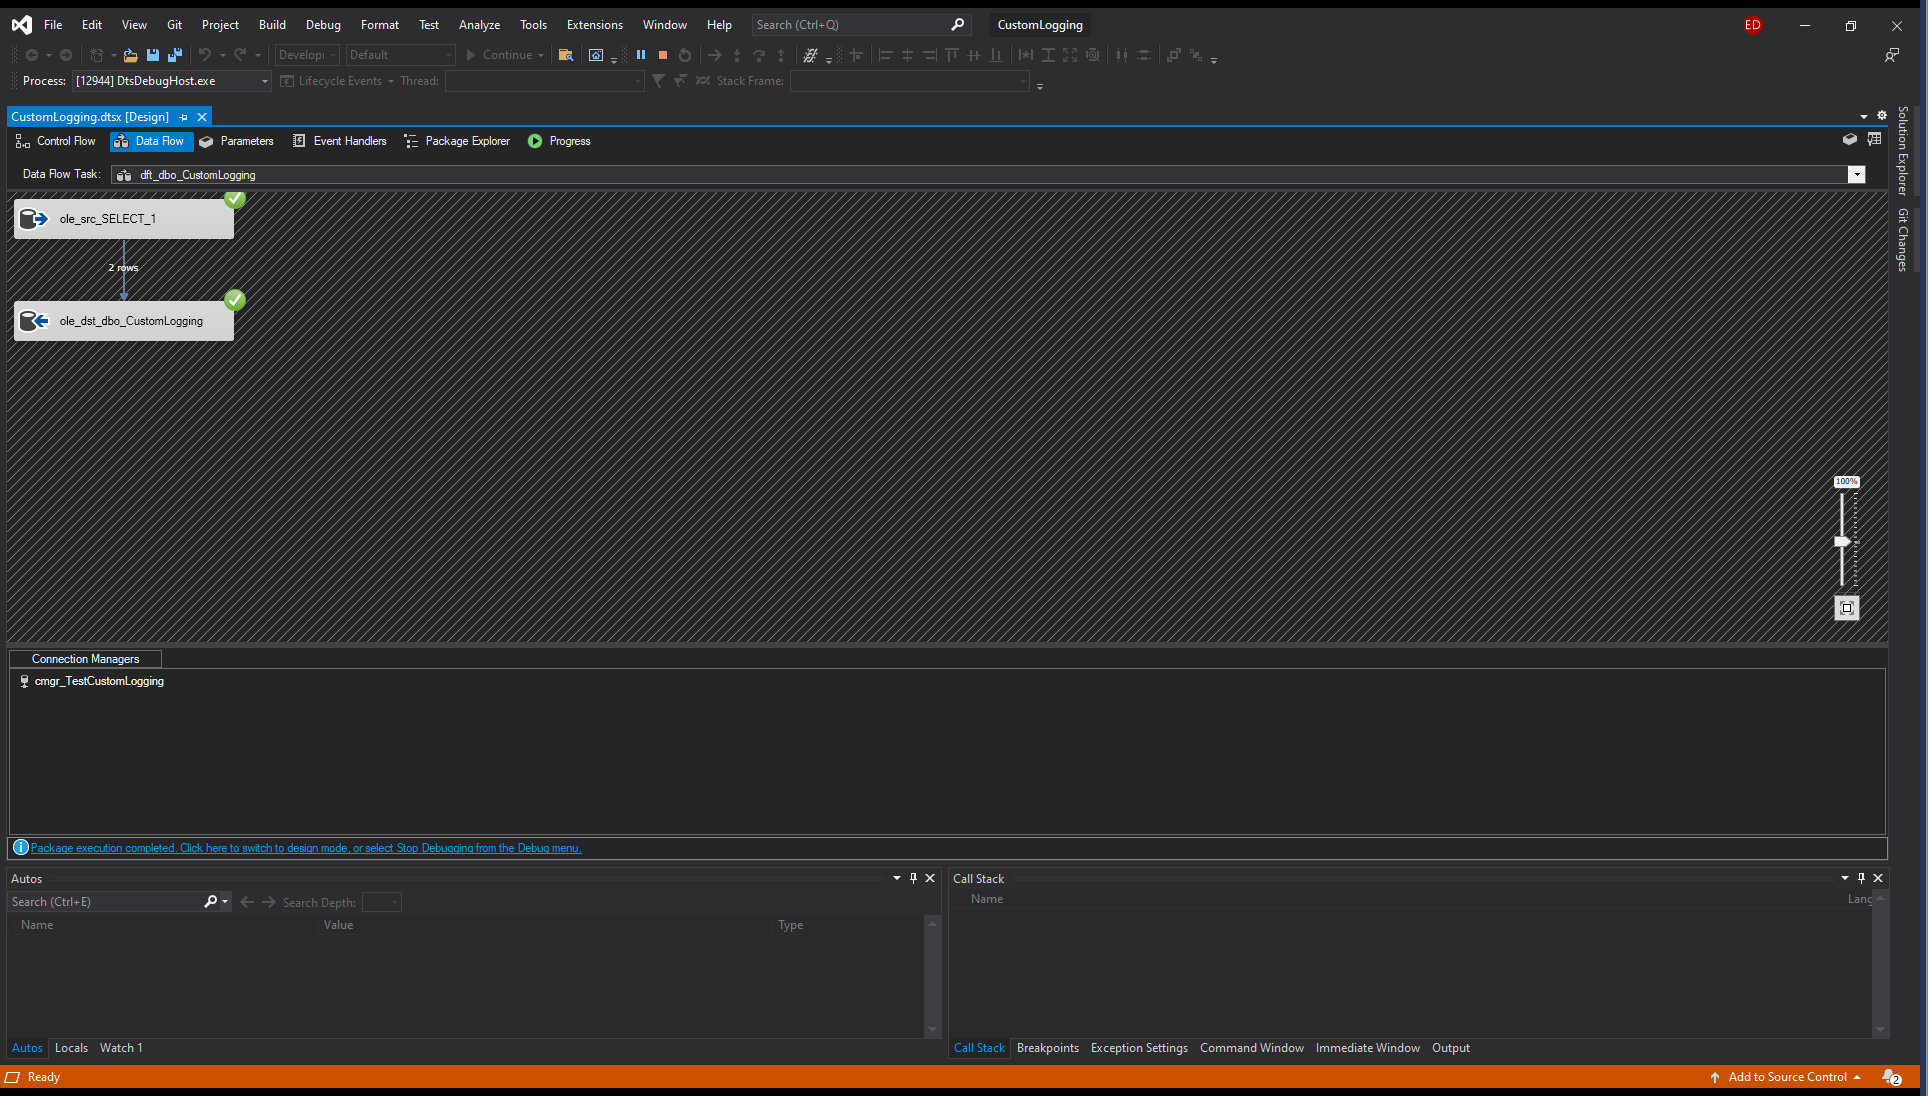 File Edit View Git Project Build Debug Format Test Analyze Tools Extensions Window Help Search (Ctrl+Q) CustomLogging ED
Develop Default Continue
Process: [12944] DtsDebugHost.exe Lifecycle Events Thread: Stack Frame:
CustomLogging.dtsx [Design]
Control Flow Data Flow Parameters Event Handlers Package Explorer Progress
Data Flow Task: dft_dbo_CustomLogging
ole_src_SELECT_1
2 rows
ole_dst_dbo_CustomLogging
100%
Solution Explorer
Git Changes
Connection Managers
cmgr_TestCustomLogging
Package execution completed. Click here to switch to design mode, or select Stop Debugging from the Debug menu.
Autos
Search (Ctrl+E) Search Depth:
Name Value Type
Autos Locals Watch 1
Call Stack
Name Lang
Call Stack Breakpoints Exception Settings Command Window Immediate Window Output
Ready Add to Source Control 2